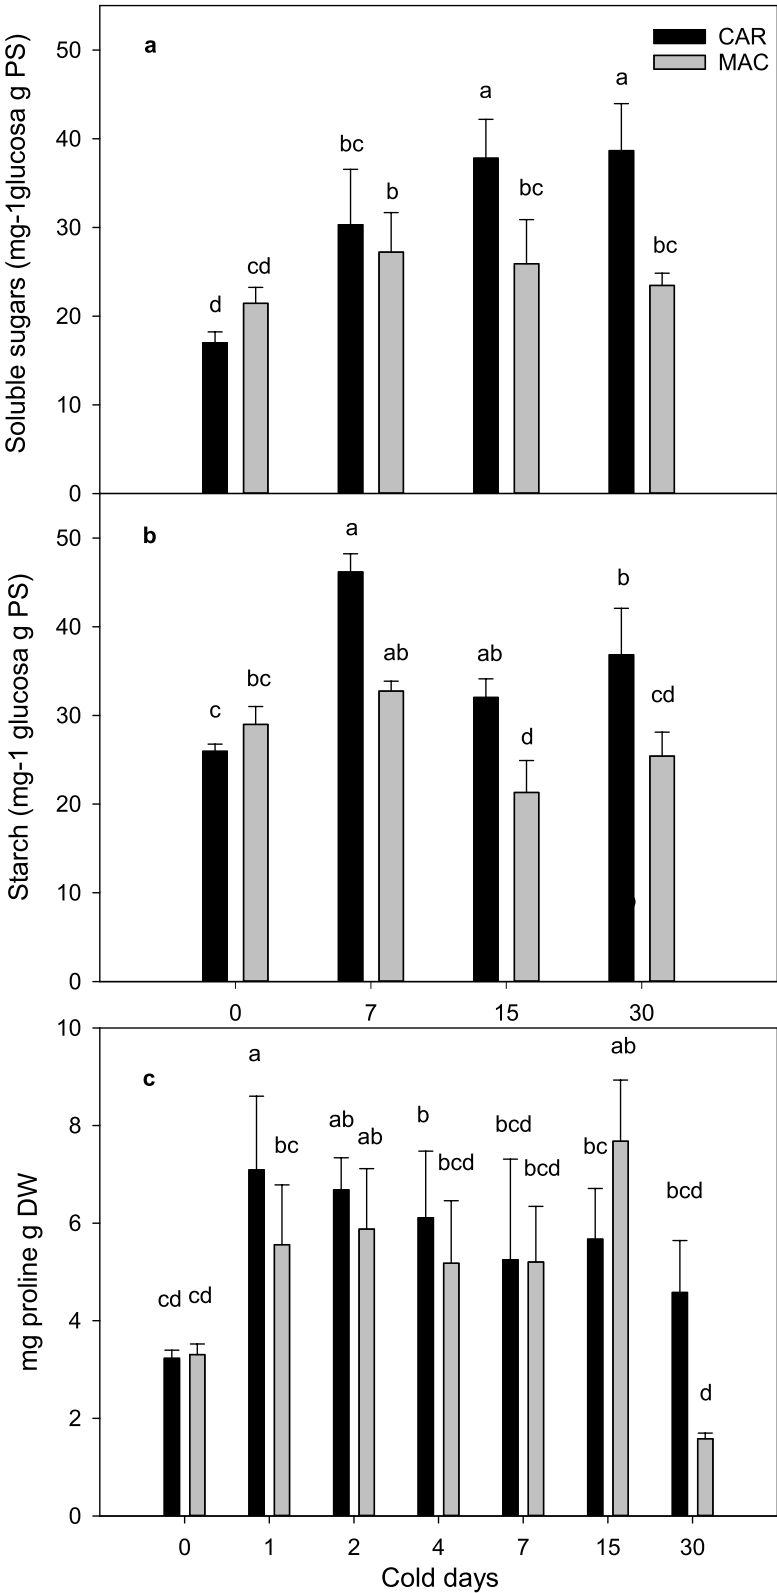 a
CAR
MAC
Soluble sugars (mg-1glucosa g PS)
50
40
30
20
10
0
d
cd
bc
b
a
bc
a
bc
b
Starch (mg-1 glucosa g PS)
50
40
30
20
10
0
c
bc
a
ab
ab
d
b
cd
0 7 15 30
c
mg proline g DW
10
8
6
4
2
0
cd cd
a
bc
ab
ab
b
bcd
bcd
bcd
bc
ab
bcd
d
0 1 2 4 7 15 30
Cold days